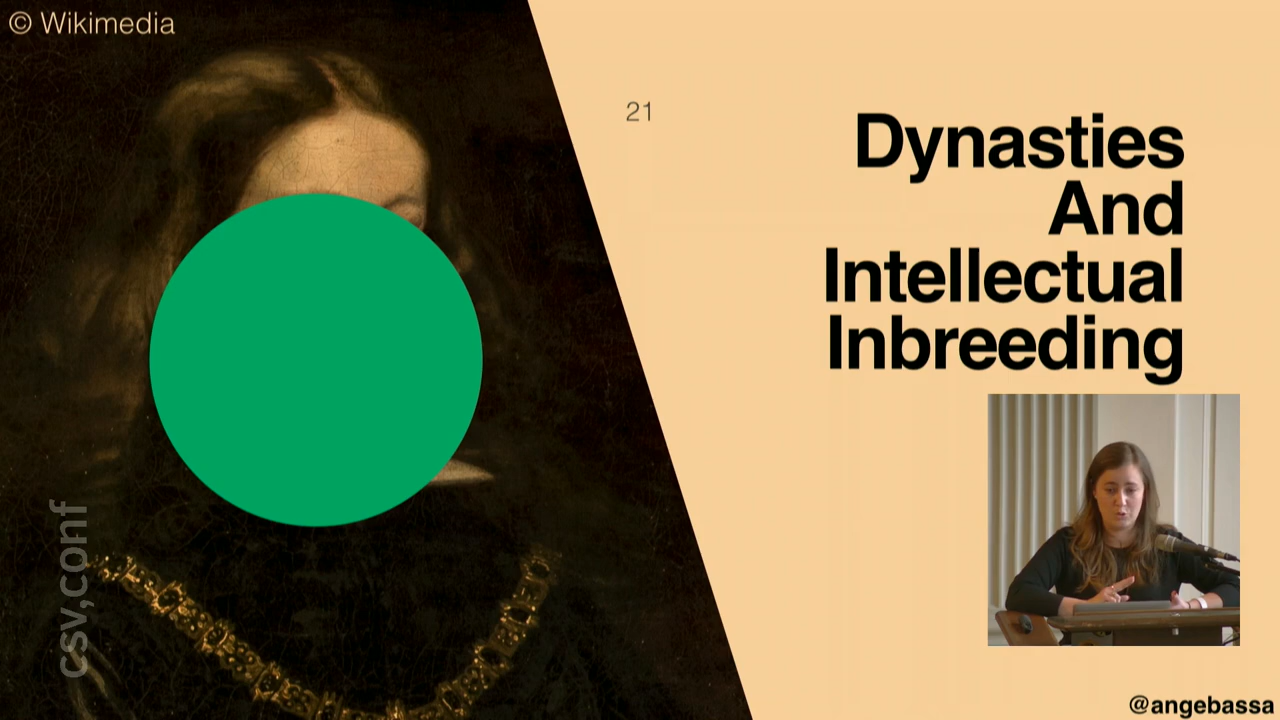 © Wikimedia
21
Dynasties
And
Intellectual
Inbreeding
csv,conf
@angebassa